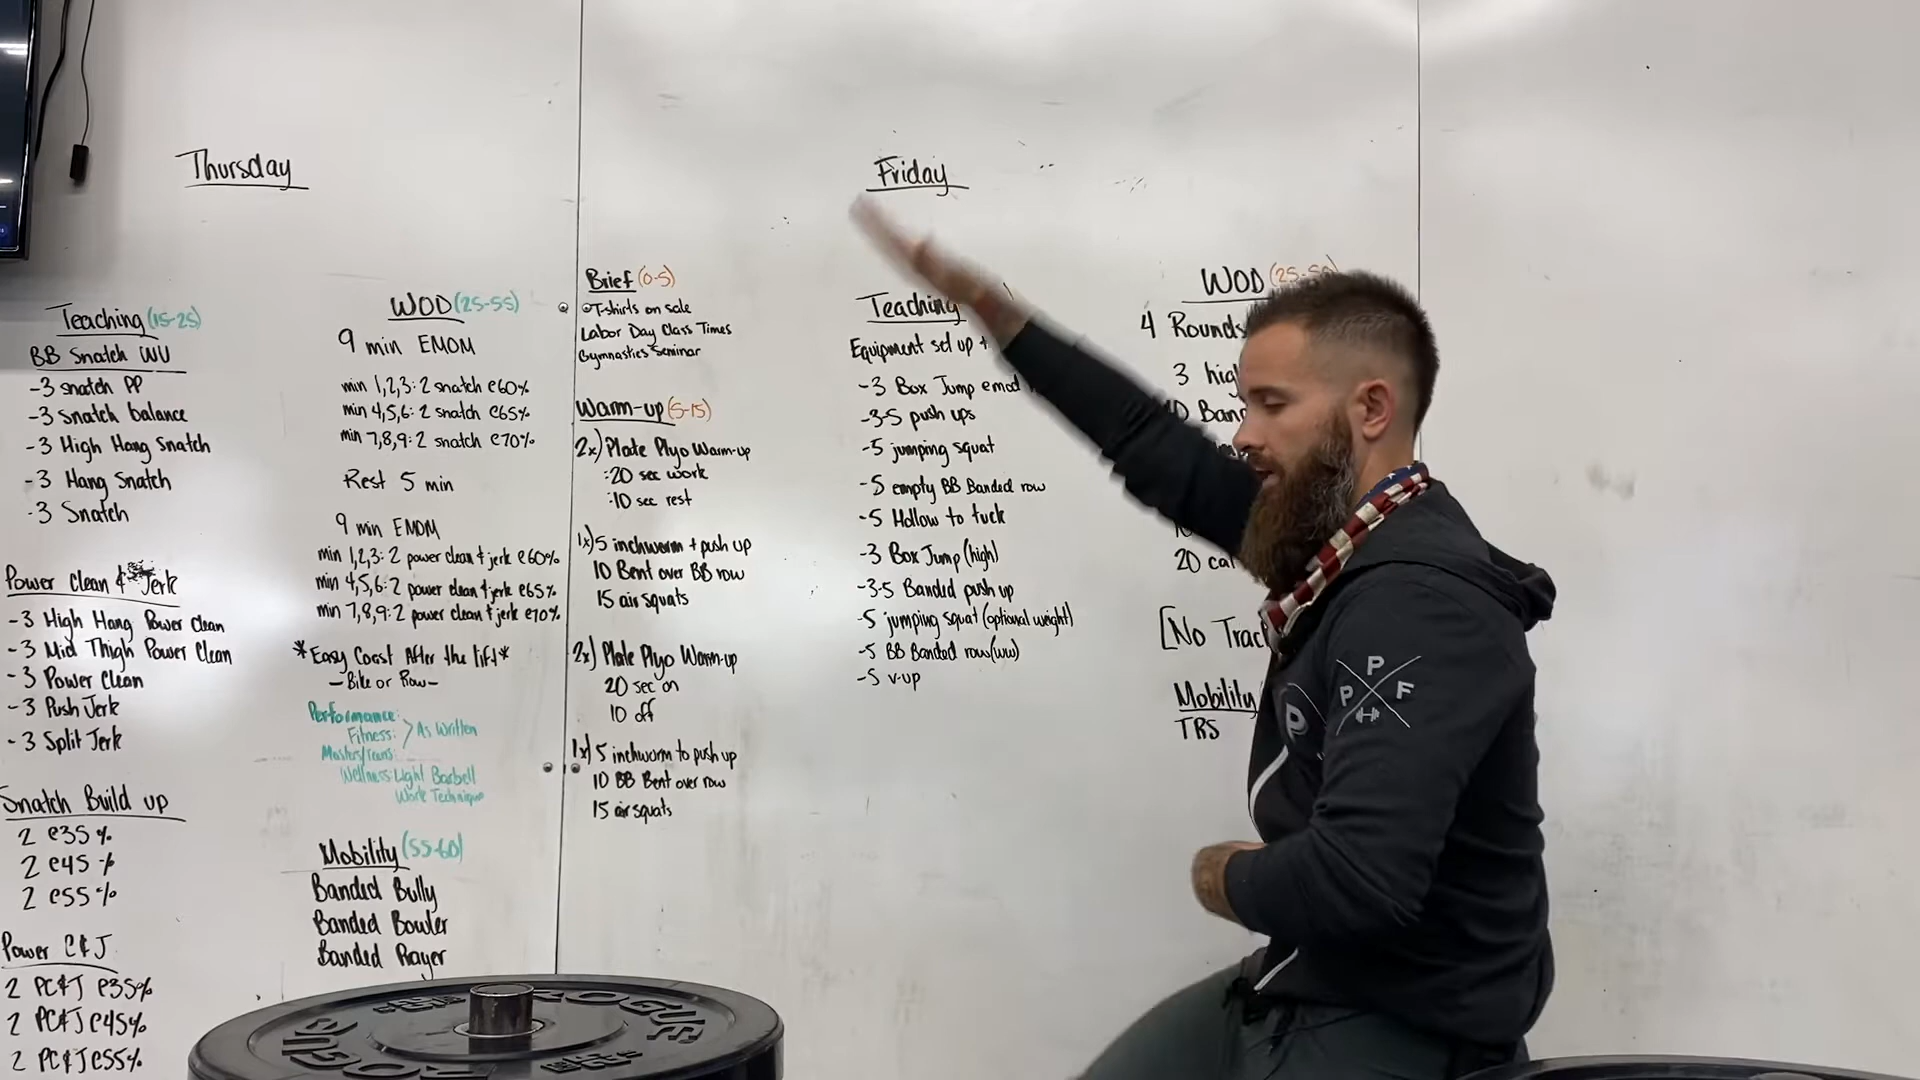 Thursday
Teaching (15-25)
BB Snatch WU
-3 snatch PP
-3 snatch balance
-3 High Hang Snatch
-3 Hang Snatch
-3 Snatch
Power Clean & Jerk
-3 High Hang Power Clean
-3 Mid Thigh Power Clean
-3 Power Clean
-3 Push Jerk
-3 Split Jerk
Snatch Build up
2 @35%
2 @45%
2 @55%
Power C&J
2 PC&J @35%
2 PC&J @45%
2 PC&J @55%
WOD (25-55)
9 min EMOM
min 1,2,3: 2 snatch @60%
min 4,5,6: 2 snatch @65%
min 7,8,9: 2 snatch @70%
Rest 5 min
9 min EMOM
min 1,2,3: 2 power clean & jerk @60%
min 4,5,6: 2 power clean & jerk @65%
min 7,8,9: 2 power clean & jerk @70%
*Easy Coast After the lift*
-Bike or Row-
Performance:
Fitness: > As Written
Masters/Trans:
Wellness: Light Barbell
Work Technique
Mobility (55-60)
Banded Bully
Banded Bowler
Banded Prayer
Friday
Brief (0-5)
T-shirts on sale
Labor Day Class Times
Gymnastics Seminar
Warm-up (5-15)
2x) Plate Plyo Warm-up
:20 sec work
:10 sec rest
1x) 5 inchworm + push up
10 Bent over BB row
15 air squats
2x) Plate Plyo Warm-up
20 sec on
10 off
1x) 5 inchworm to push up
10 BB Bent over row
15 air squats
Teaching
Equipment set up +
-3 Box Jump emod
-3-5 push ups
-5 jumping squat
-5 empty BB Banded row
-5 Hollow to tuck
-3 Box Jump (high)
-3-5 Banded push up
-5 jumping squat (optional weight)
-5 BB Banded row (ww)
-5 v-up
WOD
4 Rounds
3 hig
Ban
20 cal
[No Trac
Mobility
TRS
P
P P F
ROGUE
ROGUE